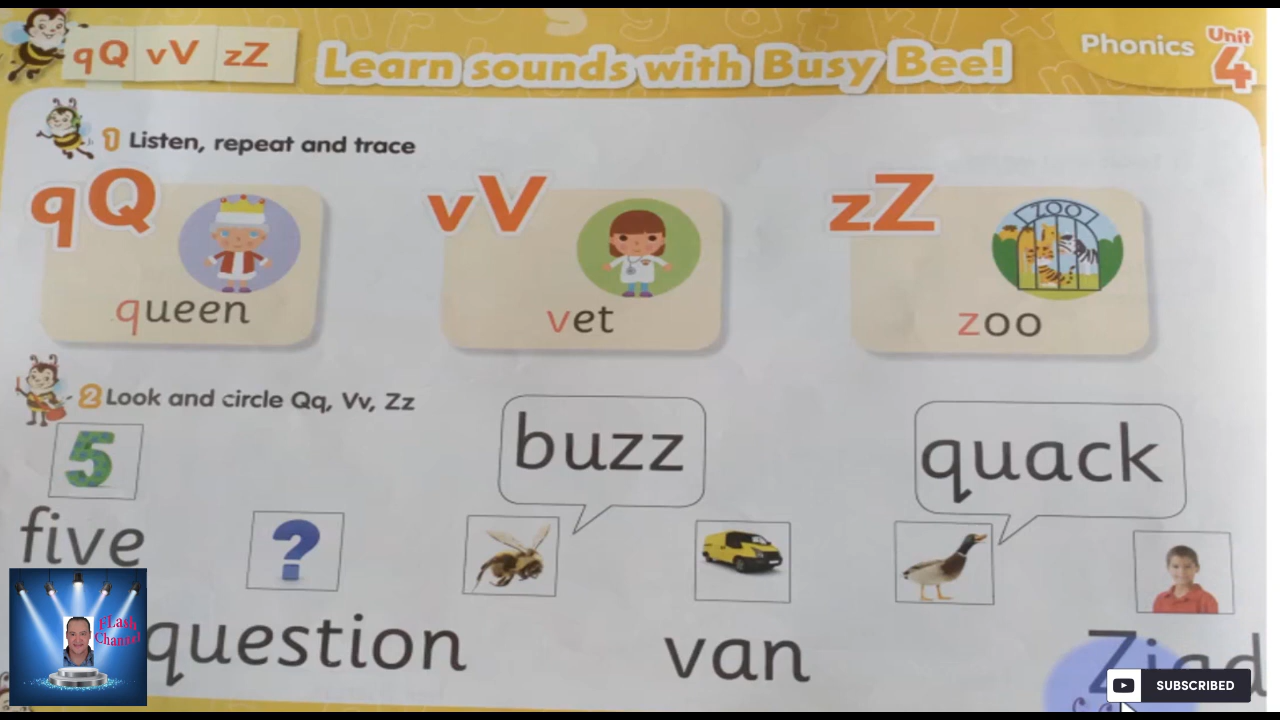 qQ vV zZ
Learn sounds with Busy Bee!
Phonics Unit 4
1 Listen, repeat and trace
qQ
vV
zZ
ZOO
queen
vet
zoo
2 Look and circle Qq, Vv, Zz
5
buzz
quack
five
?
question
van
Ziad
FLash
Channel
SUBSCRIBED